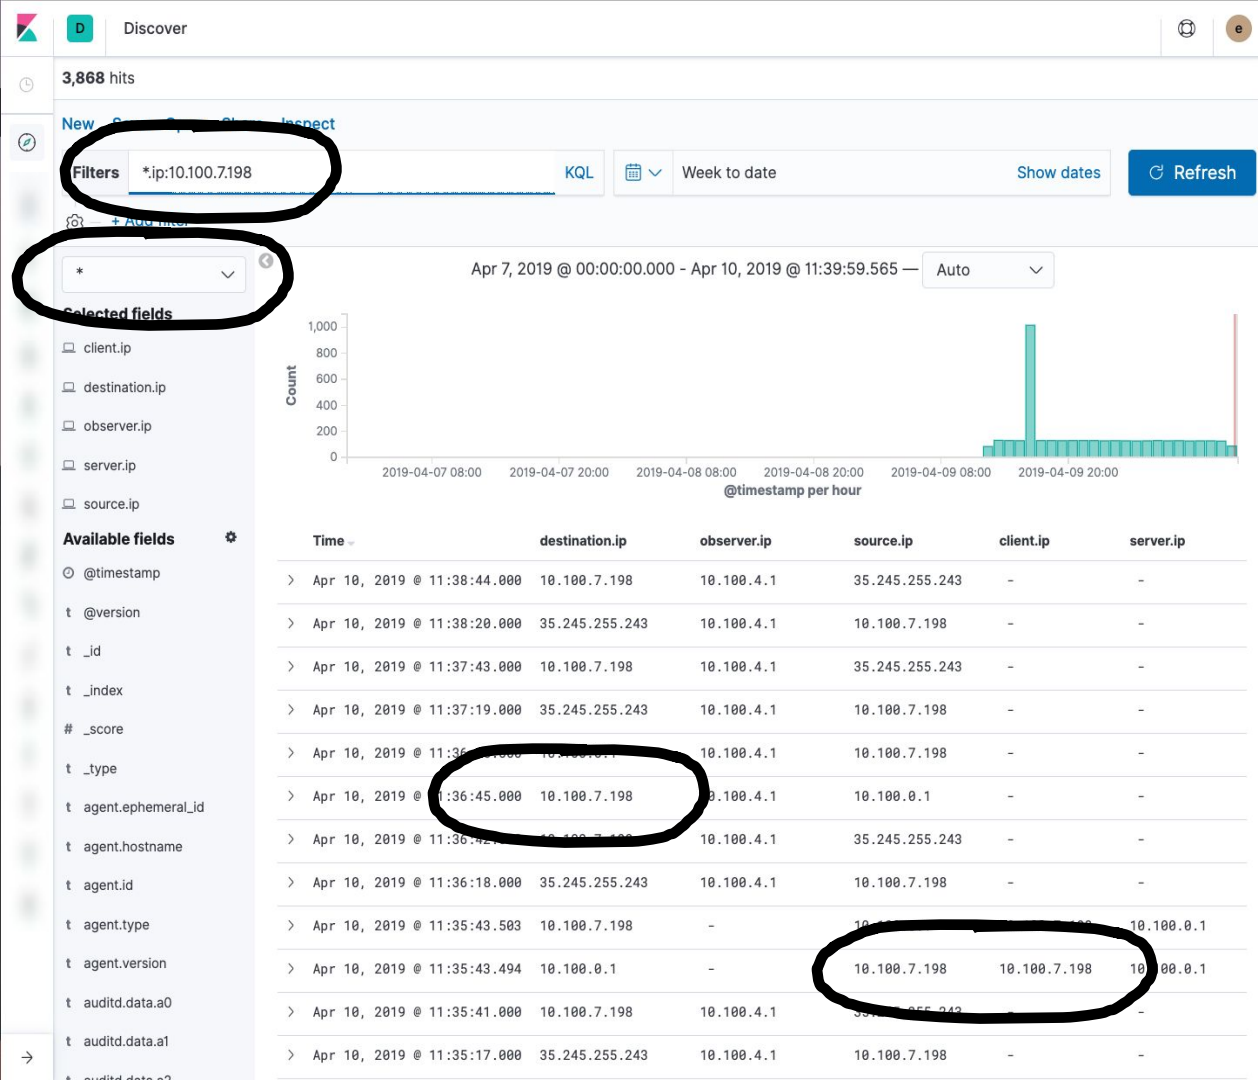 D Discover e
3,868 hits
New Inspect
Filters *.ip:10.100.7.198 KQL Week to date Show dates Refresh
+ Add filter
*
Apr 7, 2019 @ 00:00:00.000 - Apr 10, 2019 @ 11:39:59.565 — Auto
Selected fields
client.ip
destination.ip
observer.ip
server.ip
source.ip
Available fields
@timestamp
t @version
t _id
t _index
# _score
t _type
t agent.ephemeral_id
t agent.hostname
t agent.id
t agent.type
t agent.version
t auditd.data.a0
t auditd.data.a1
Count
1,000
800
600
400
200
0
2019-04-07 08:00 2019-04-07 20:00 2019-04-08 08:00 2019-04-08 20:00 2019-04-09 08:00 2019-04-09 20:00
@timestamp per hour
Time destination.ip observer.ip source.ip client.ip server.ip
Apr 10, 2019 @ 11:38:44.000 10.100.7.198 10.100.4.1 35.245.255.243 - -
Apr 10, 2019 @ 11:38:20.000 35.245.255.243 10.100.4.1 10.100.7.198 - -
Apr 10, 2019 @ 11:37:43.000 10.100.7.198 10.100.4.1 35.245.255.243 - -
Apr 10, 2019 @ 11:37:19.000 35.245.255.243 10.100.4.1 10.100.7.198 - -
Apr 10, 2019 @ 10.100.4.1 10.100.7.198 - -
Apr 10, 2019 @ 1:36:45.000 10.100.7.198 0.100.4.1 10.100.0.1 - -
Apr 10, 2019 @ 10.100.4.1 35.245.255.243 - -
Apr 10, 2019 @ 11:36:18.000 35.245.255.243 10.100.4.1 10.100.7.198 - -
Apr 10, 2019 @ 11:35:43.503 10.100.7.198 - 10.100.0.1
Apr 10, 2019 @ 11:35:43.494 10.100.0.1 - 10.100.7.198 10.100.7.198 10 00.0.1
Apr 10, 2019 @ 11:35:41.000 10.100.7.198 10.100.4.1 - -
Apr 10, 2019 @ 11:35:17.000 35.245.255.243 10.100.4.1 10.100.7.198 - -